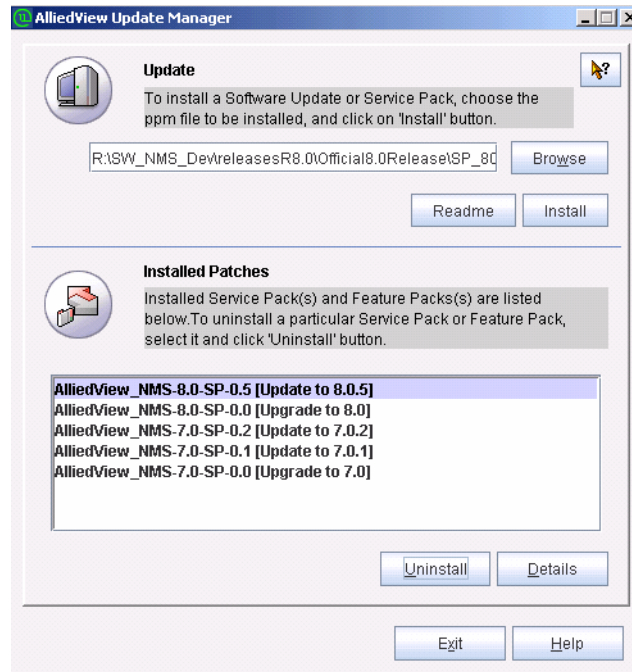 AlliedView Update Manager
Update
To install a Software Update or Service Pack, choose the
ppm file to be installed, and click on 'Install' button.
R:\SW_NMS_Dev\releasesR8.0\Official8.0Release\SP_80
Browse
Readme
Install
Installed Patches
Installed Service Pack(s) and Feature Packs(s) are listed
below.To uninstall a particular Service Pack or Feature Pack,
select it and click 'Uninstall' button.
AlliedView_NMS-8.0-SP-0.5 [Update to 8.0.5]
AlliedView_NMS-8.0-SP-0.0 [Upgrade to 8.0]
AlliedView_NMS-7.0-SP-0.2 [Update to 7.0.2]
AlliedView_NMS-7.0-SP-0.1 [Update to 7.0.1]
AlliedView_NMS-7.0-SP-0.0 [Upgrade to 7.0]
Uninstall
Details
Exit
Help